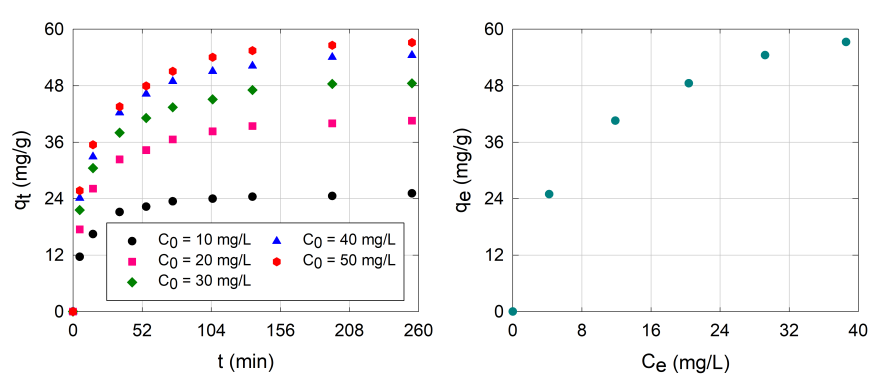 60
48
36
24
12
0
qt (mg/g)
C0 = 10 mg/L
C0 = 40 mg/L
C0 = 20 mg/L
C0 = 50 mg/L
C0 = 30 mg/L
0 52 104 156 208 260
t (min)
60
48
36
24
12
0
qe (mg/g)
0 8 16 24 32 40
Ce (mg/L)